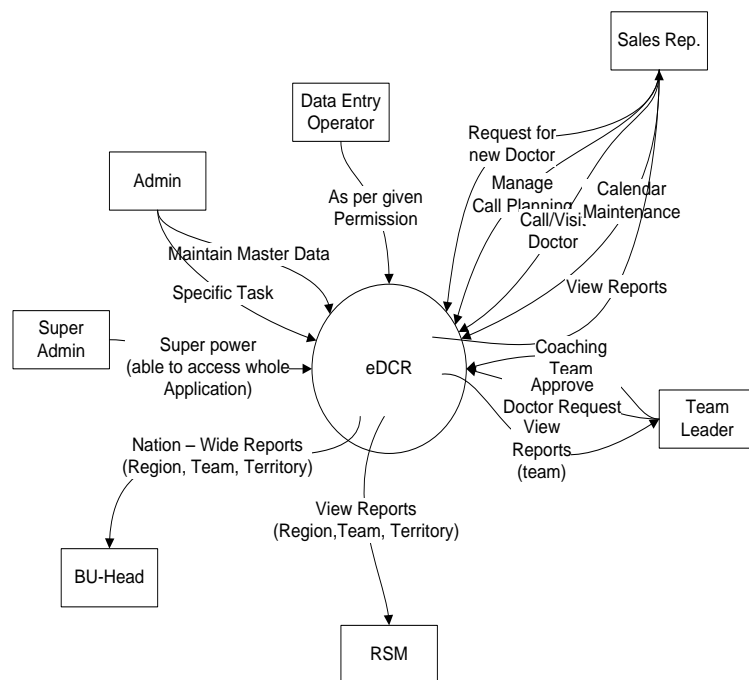 Sales Rep.
Data Entry
Operator
Request for
new Doctor
Admin
Manage
Call Planning
As per given
Permission
Calendar
Maintenance
Call/Visit
Doctor
Maintain Master Data
Specific Task
View Reports
Super
Admin
Super power
(able to access whole
Application)
eDCR
Coaching
Team
Approve
Doctor Request
Team
Leader
View
Reports
(team)
Nation – Wide Reports
(Region, Team, Territory)
View Reports
(Region,Team, Territory)
BU-Head
RSM